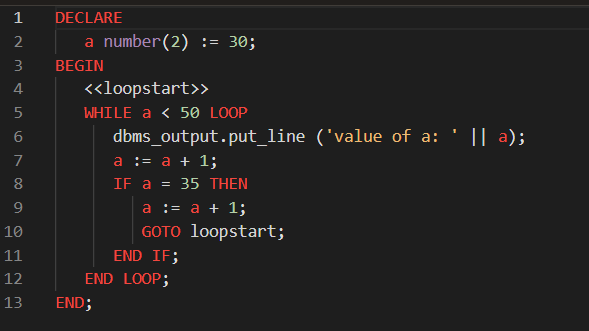 1 DECLARE
2 a number(2) := 30;
3 BEGIN
4 <<loopstart>>
5 WHILE a < 50 LOOP
6 dbms_output.put_line ('value of a: ' || a);
7 a := a + 1;
8 IF a = 35 THEN
9 a := a + 1;
10 GOTO loopstart;
11 END IF;
12 END LOOP;
13 END;